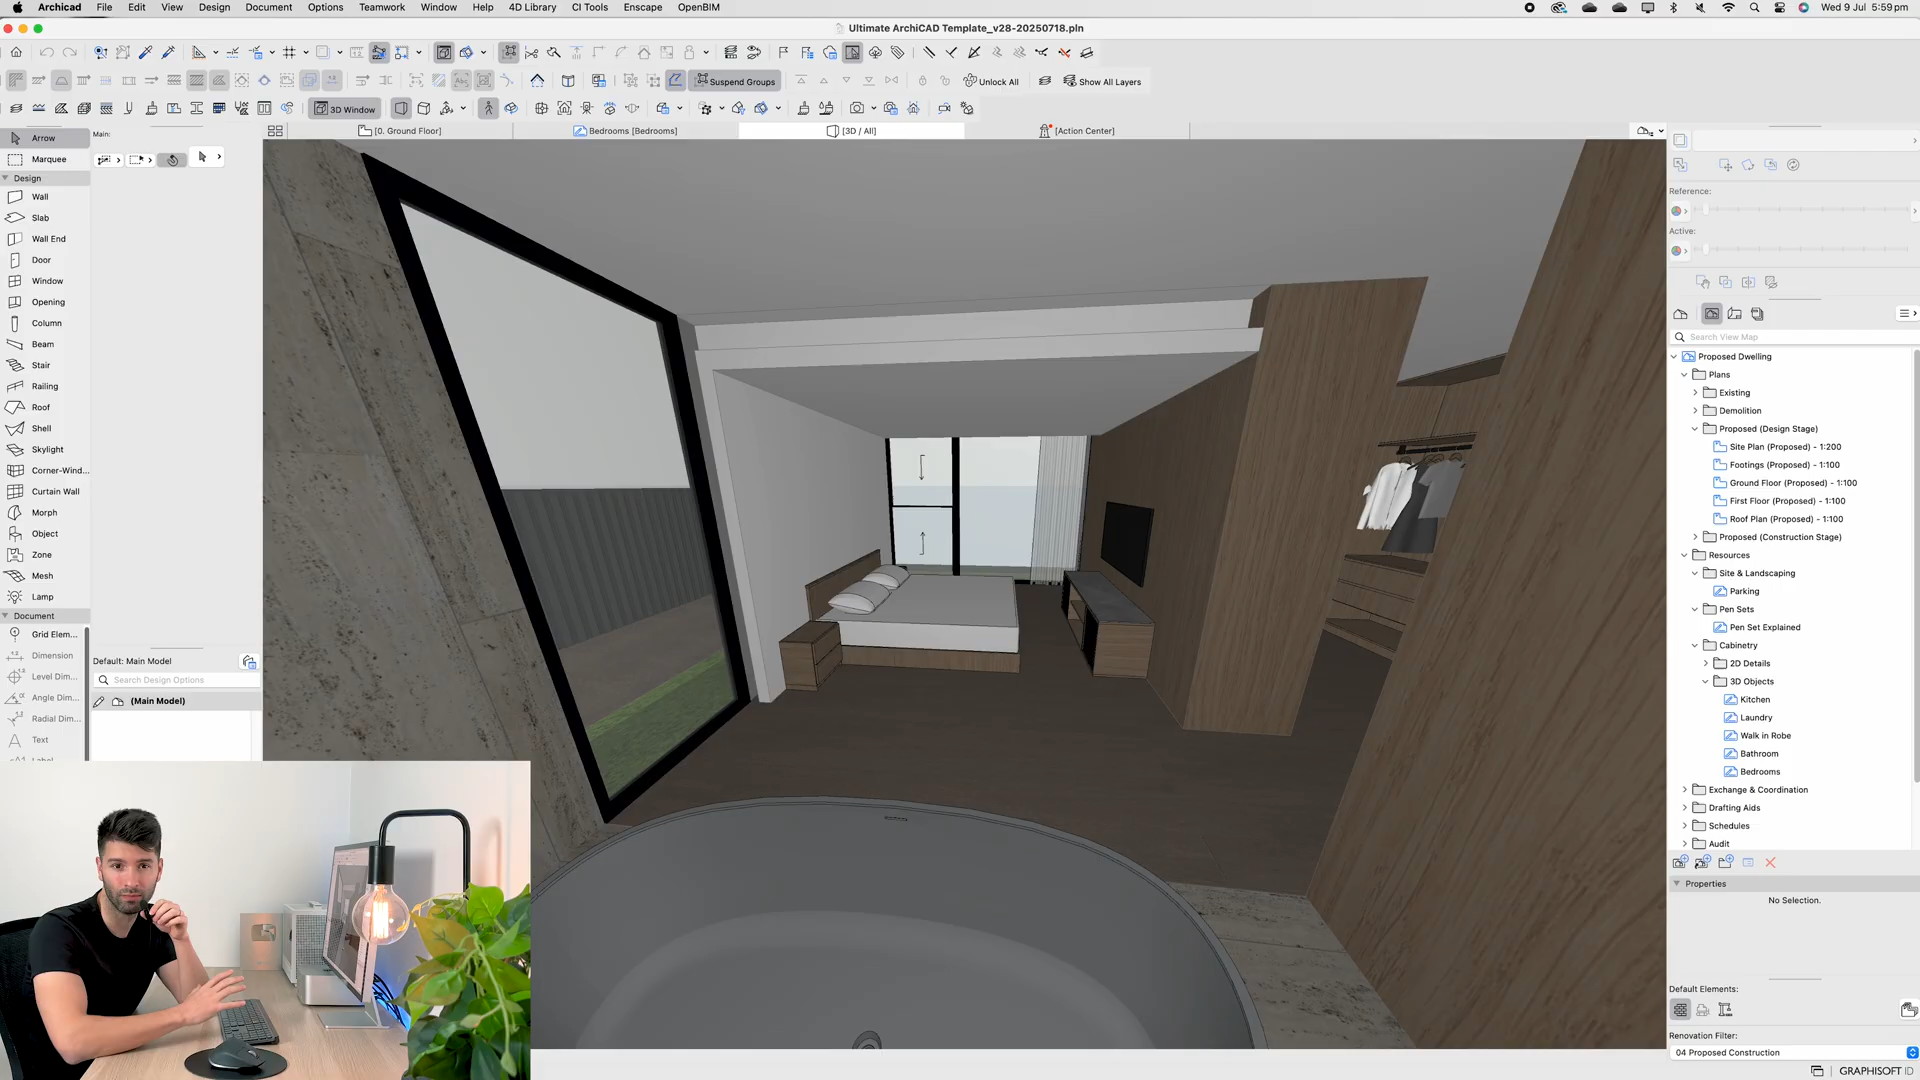 Archicad File Edit View Design Document Options Teamwork Window Help 4D Library CI Tools Enscape OpenBIM Wed 9 Jul 5:59 pm
Ultimate ArchiCAD Template_v28-20250718.pln
Suspend Groups Unlock All Show All Layers
3D Window
[0. Ground Floor] Bedrooms [Bedrooms] [3D / All] [Action Center]
Arrow
Marquee
Design
Wall
Slab
Wall End
Door
Window
Opening
Column
Beam
Stair
Railing
Roof
Shell
Skylight
Corner-Wind...
Curtain Wall
Morph
Object
Zone
Mesh
Lamp
Document
Grid Elem...
Dimension
Level Dim...
Angle Dim...
Radial Dim...
Text
Main:
Default: Main Model
Search Design Options
(Main Model)
Reference:
Active:
Search View Map
Proposed Dwelling
Plans
Existing
Demolition
Proposed (Design Stage)
Site Plan (Proposed) - 1:200
Footings (Proposed) - 1:100
Ground Floor (Proposed) - 1:100
First Floor (Proposed) - 1:100
Roof Plan (Proposed) - 1:100
Proposed (Construction Stage)
Resources
Site & Landscaping
Parking
Pen Sets
Pen Set Explained
Cabinetry
2D Details
3D Objects
Kitchen
Laundry
Walk in Robe
Bathroom
Bedrooms
Exchange & Coordination
Drafting Aids
Schedules
Audit
Properties
No Selection.
Default Elements:
Renovation Filter:
04 Proposed Construction
GRAPHISOFT ID